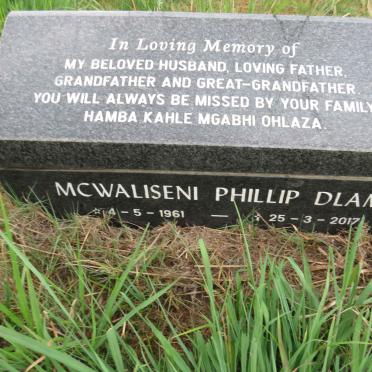 In Loving Memory of
MY BELOVED HUSBAND, LOVING FATHER,
GRANDFATHER AND GREAT-GRANDFATHER.
YOU WILL ALWAYS BE MISSED BY YOUR FAMILY
HAMBA KAHLE MGABHI OHLAZA.
MCWALISENI PHILLIP DLAM
☆ 4-5-1961 — ✝ 25-3-2017